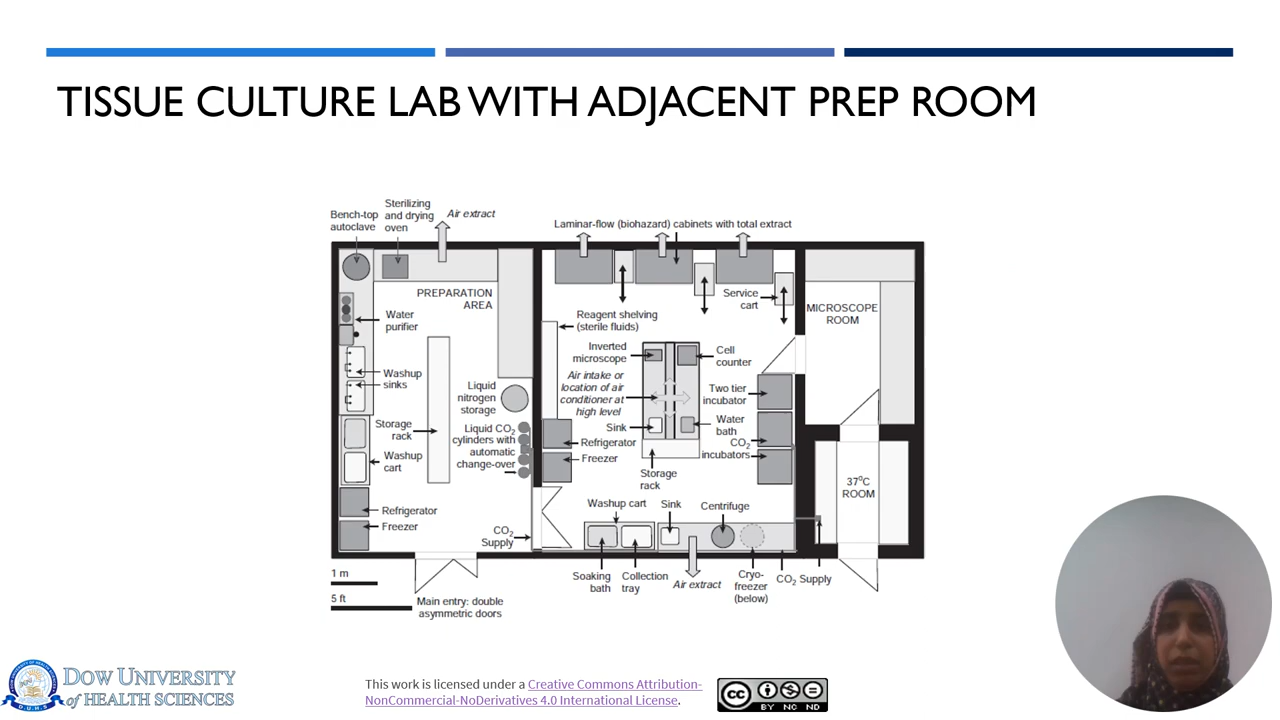 TISSUE CULTURE LAB WITH ADJACENT PREP ROOM
Bench-top
autoclave
Sterilizing
and drying
oven
Air extract
Laminar-flow (biohazard) cabinets with total extract
PREPARATION
AREA
Water
purifier
Washup
sinks
Storage
rack
Washup
cart
Refrigerator
Freezer
Liquid
nitrogen
storage
Liquid CO2
cylinders with
automatic
change-over
CO2
Supply
Reagent shelving
(sterile fluids)
Service
cart
Inverted
microscope
Cell
counter
Air intake or
location of air
conditioner at
high level
Two tier
incubator
Sink
Water
bath
CO2
incubators
Refrigerator
Freezer
Storage
rack
Washup cart
Sink
Centrifuge
MICROSCOPE
ROOM
37°C
ROOM
1 m
5 ft
Main entry: double
asymmetric doors
Soaking
bath
Collection
tray
Air extract
Cryo-
freezer
(below)
CO2 Supply
DOW UNIVERSITY
of HEALTH SCIENCES
D.U.H.S
This work is licensed under a Creative Commons Attribution-
NonCommercial-NoDerivatives 4.0 International License.
cc
BY NC ND